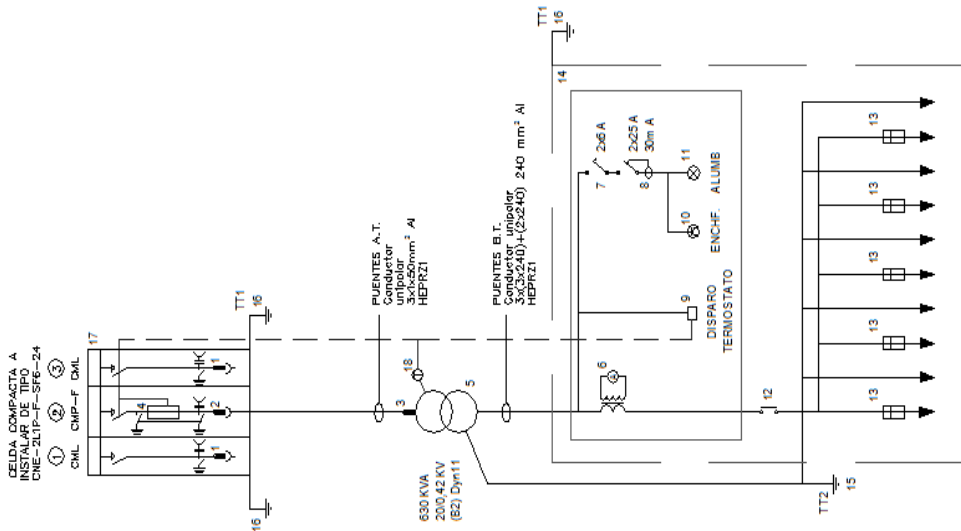 CELDA COMPACTA A
INSTALAR DE TIPO
CNE-2L1P-F-SF6-24
1
2
3
CML
CMP-F
CML
17
4
1
2
1
16
TT1
16
PUENTES A.T.
Conductor
unipolar
3x1x50mm² Al
HEPRZ1
18
3
5
630 KVA
20/0,42 KV
(B2) Dyn11
PUENTES B.T.
Conductor unipolar
3x(3x240)+(2x240) 240 mm² Al
HEPRZ1
TT1
16
14
2x6 A
7
2x25 A
30m A
8
11
10
ENCHF.
ALUMB
9
DISPARO
TERMOSTATO
6
A
12
13
13
13
13
13
TT2
15